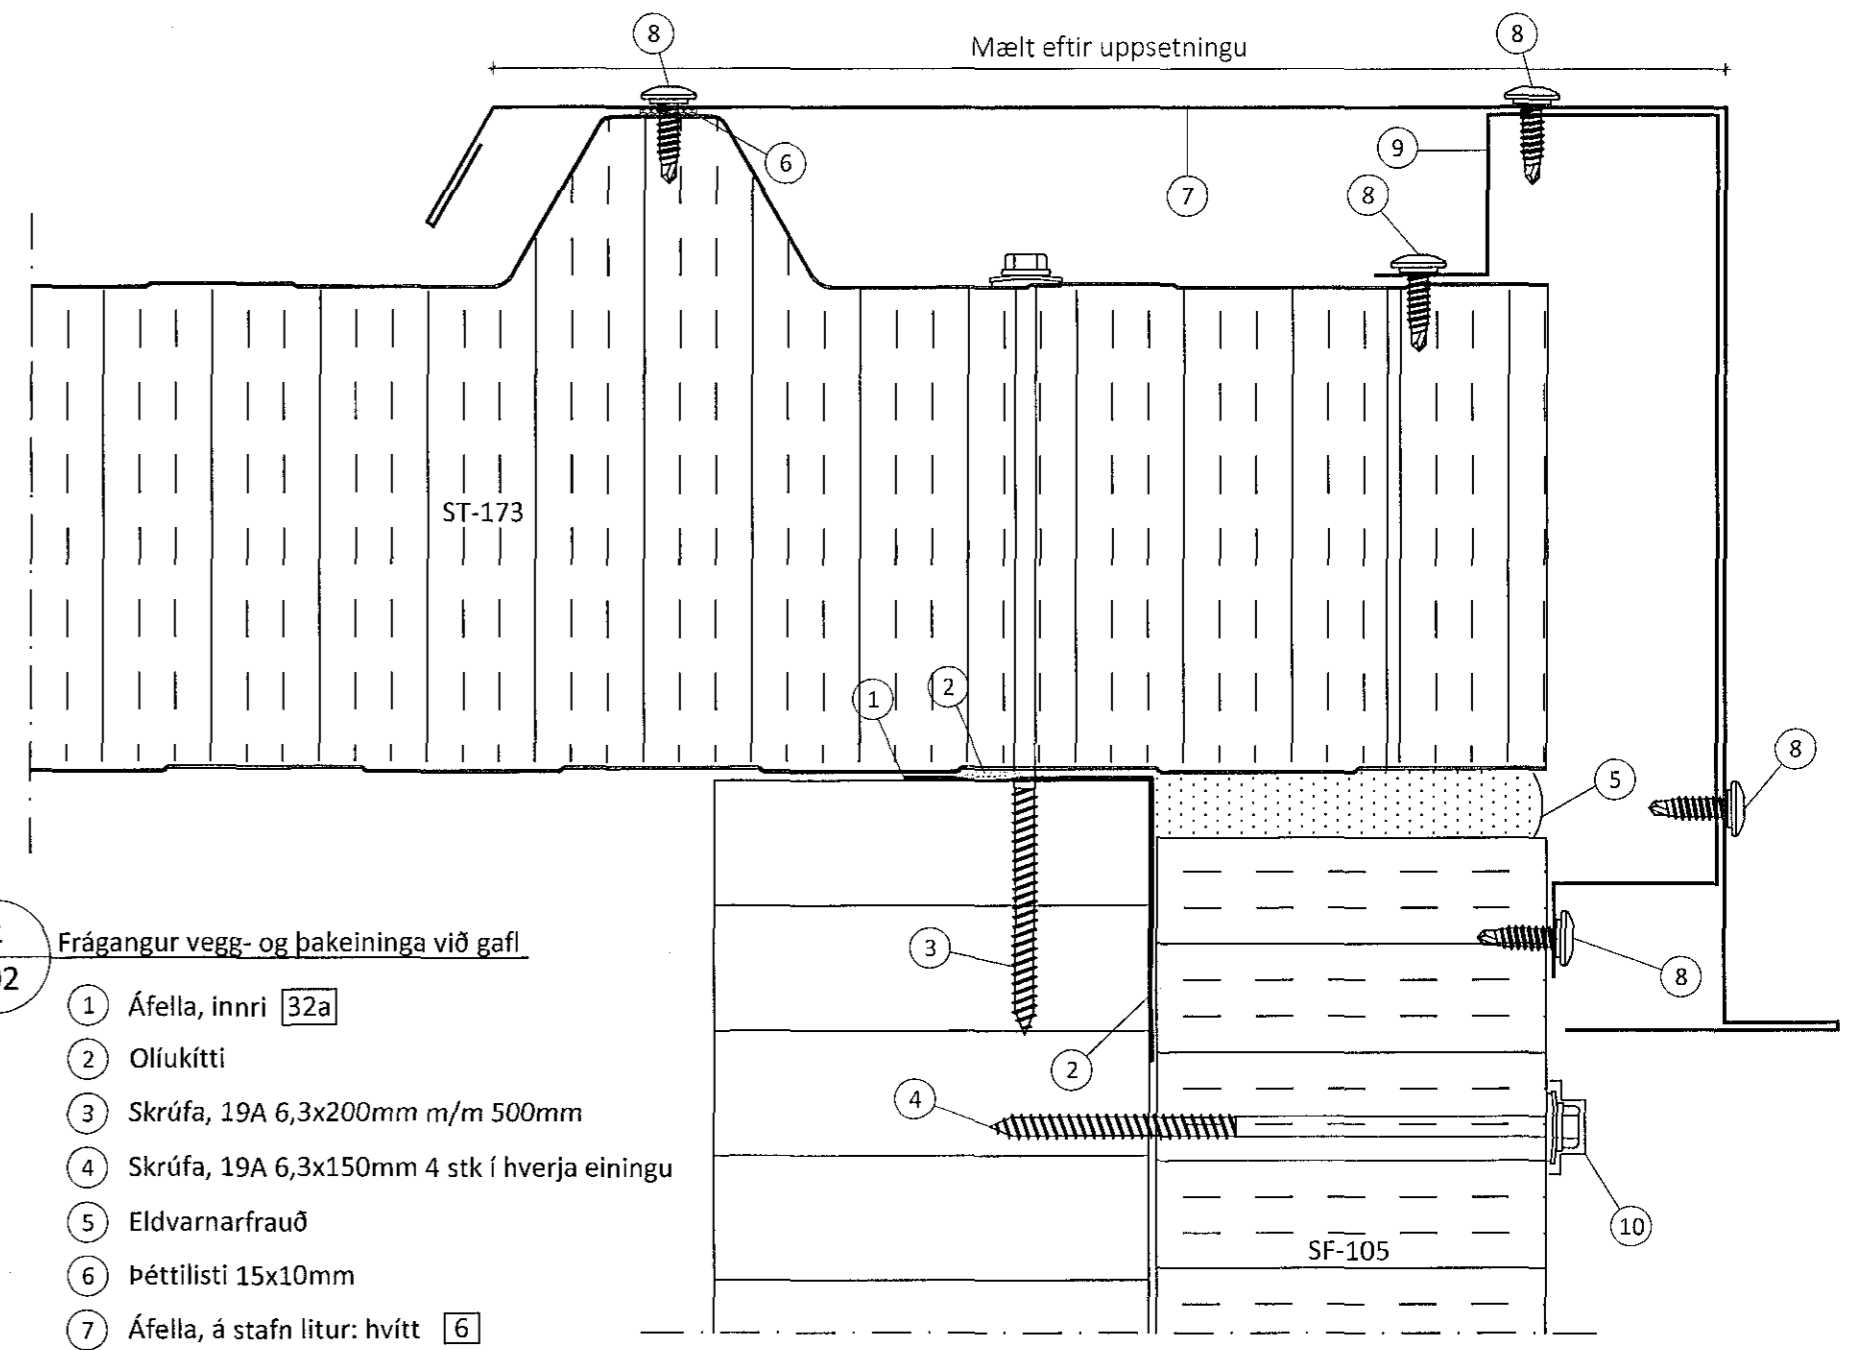 8
Mælt eftir uppsetningu
8
6
7
9
8
ST-173
1
2
5
8
3
8
2
4
10
SF-105
02
Frágangur vegg- og þakeininga við gafl
1 Áfella, innri 32a
2 Olíukítti
3 Skrúfa, 19A 6,3x200mm m/m 500mm
4 Skrúfa, 19A 6,3x150mm 4 stk í hverja einingu
5 Eldvarnarfrauð
6 Þéttilisti 15x10mm
7 Áfella, á stafn litur: hvítt 6